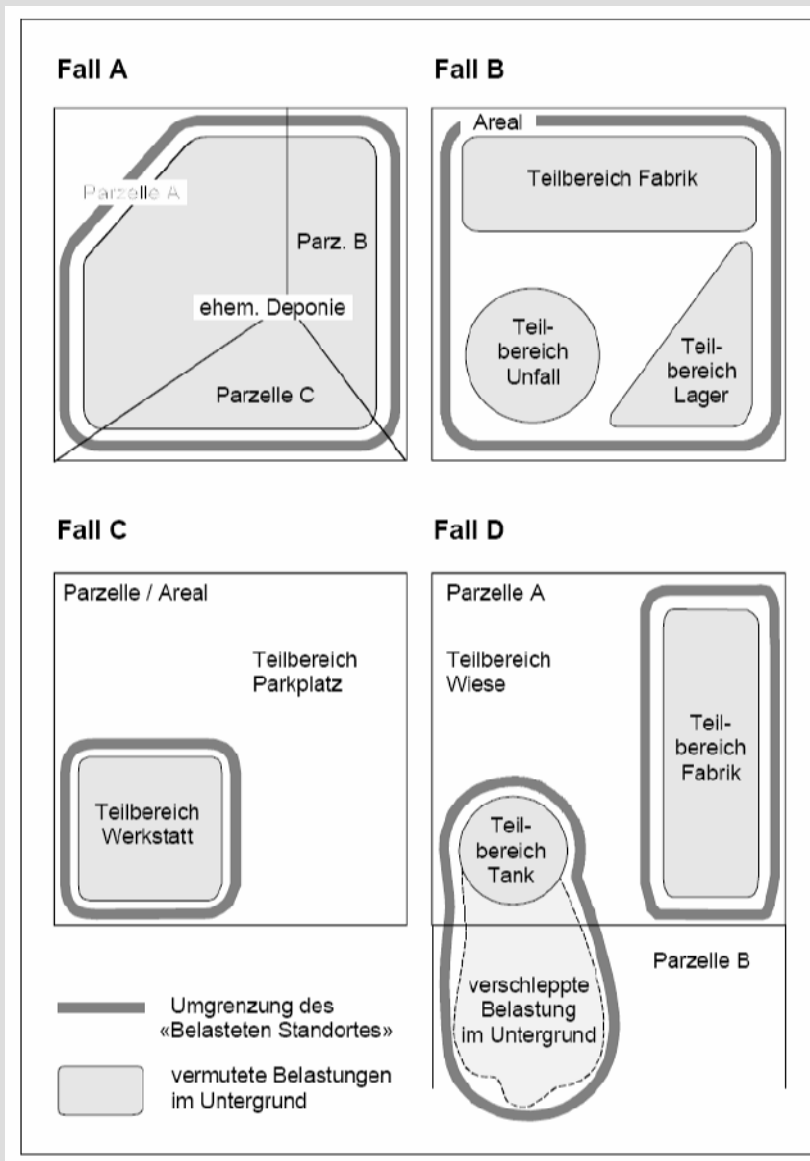 Fall A
Parzelle A
Parz. B
ehem. Deponie
Parzelle C
Fall B
Areal
Teilbereich Fabrik
Teil-
bereich
Unfall
Teil-
bereich
Lager
Fall C
Parzelle / Areal
Teilbereich
Parkplatz
Teilbereich
Werkstatt
Fall D
Parzelle A
Teilbereich
Wiese
Teil-
bereich
Fabrik
Teil-
bereich
Tank
Parzelle B
verschleppte
Belastung
im Untergrund
Umgrenzung des
«Belasteten Standortes»
vermutete Belastungen
im Untergrund